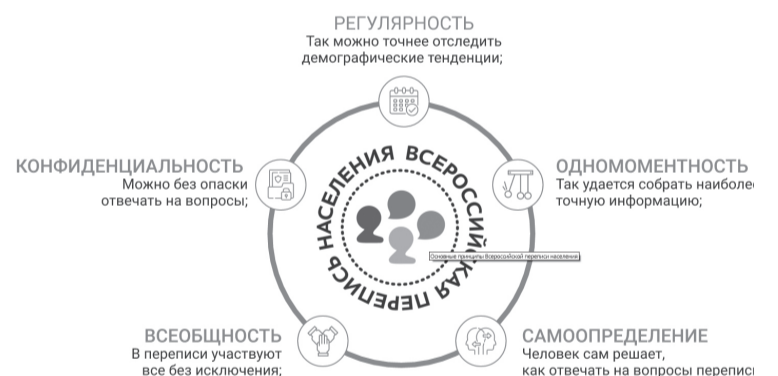 РЕГУЛЯРНОСТЬ
Так можно точнее отследить
демографические тенденции;
КОНФИДЕНЦИАЛЬНОСТЬ
Можно без опаски
отвечать на вопросы;
ОДНОМОМЕНТНОСТЬ
Так удается собрать наиболе
точную информацию;
ВСЕРОССИЙСКАЯ ПЕРЕПИСЬ НАСЕЛЕНИЯ
Основные принципы Всероссийской переписи населения
ВСЕОБЩНОСТЬ
В переписи участвуют
все без исключения;
САМООПРЕДЕЛЕНИЕ
Человек сам решает,
как отвечать на вопросы перепис